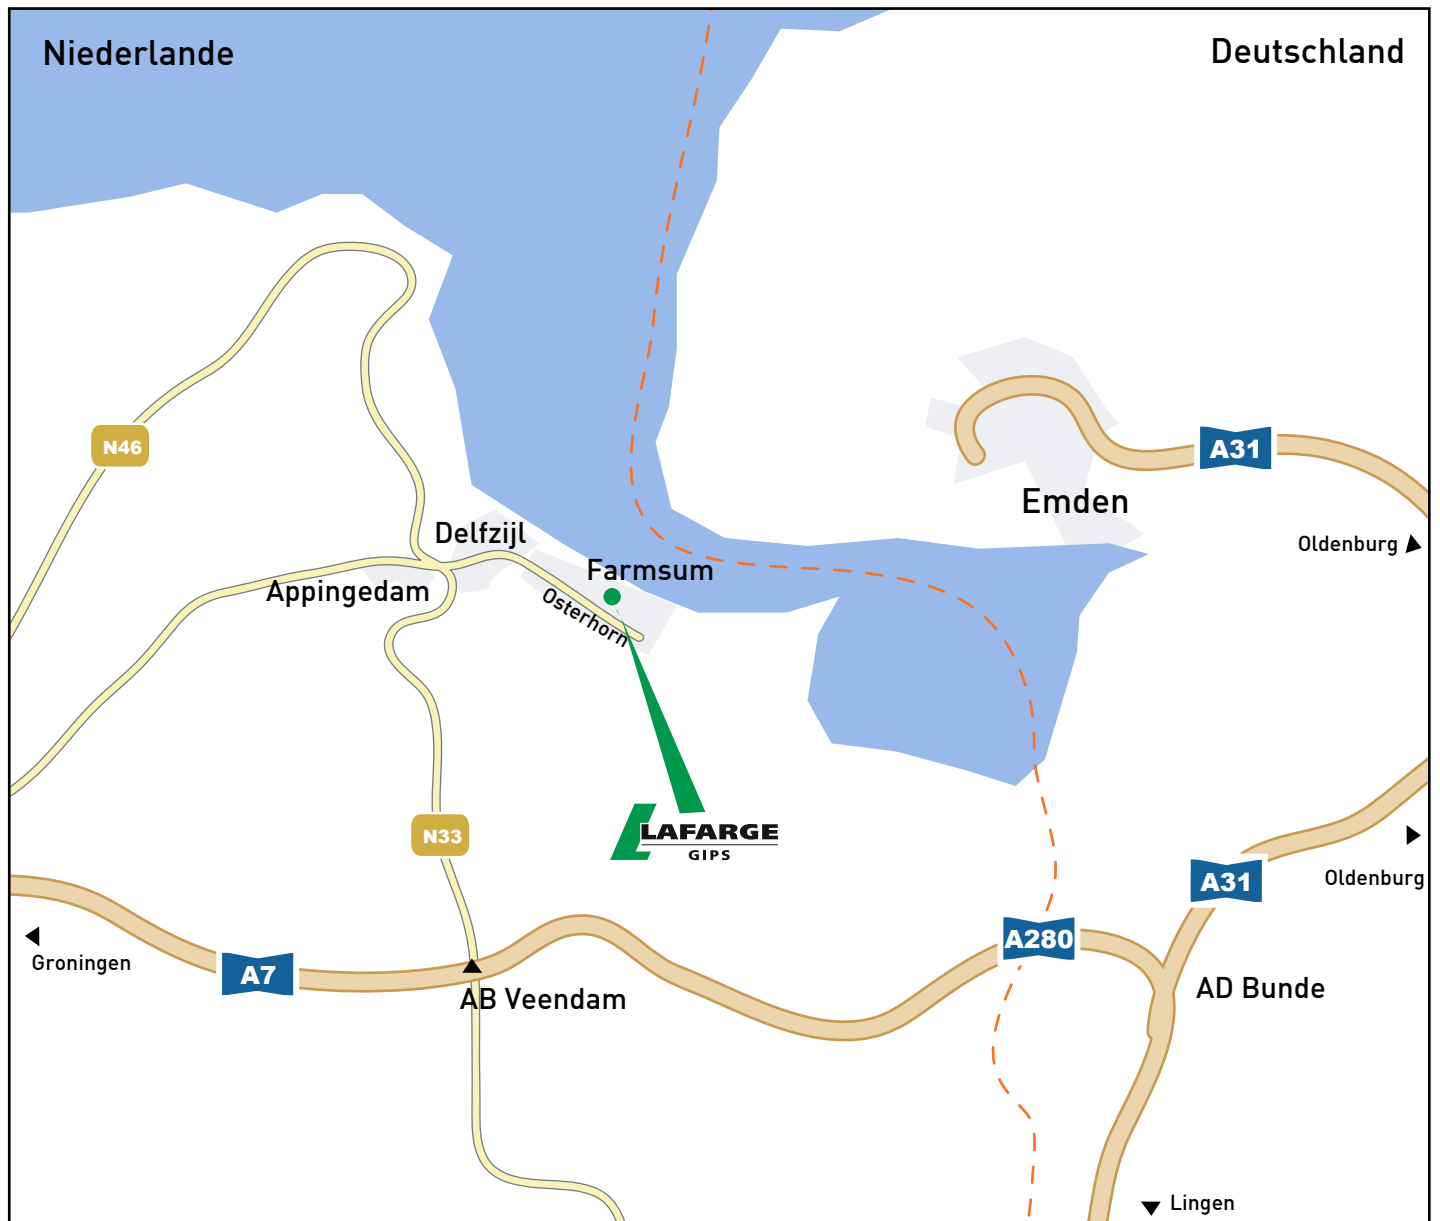 Niederlande
Deutschland
N46
A31
Emden
Delfzijl
Oldenburg
Farmsum
Appingedam
Osterhorn
N33
LAFARGE
GIPS
Oldenburg
A31
A280
Groningen
A7
AB Veendam
AD Bunde
Lingen